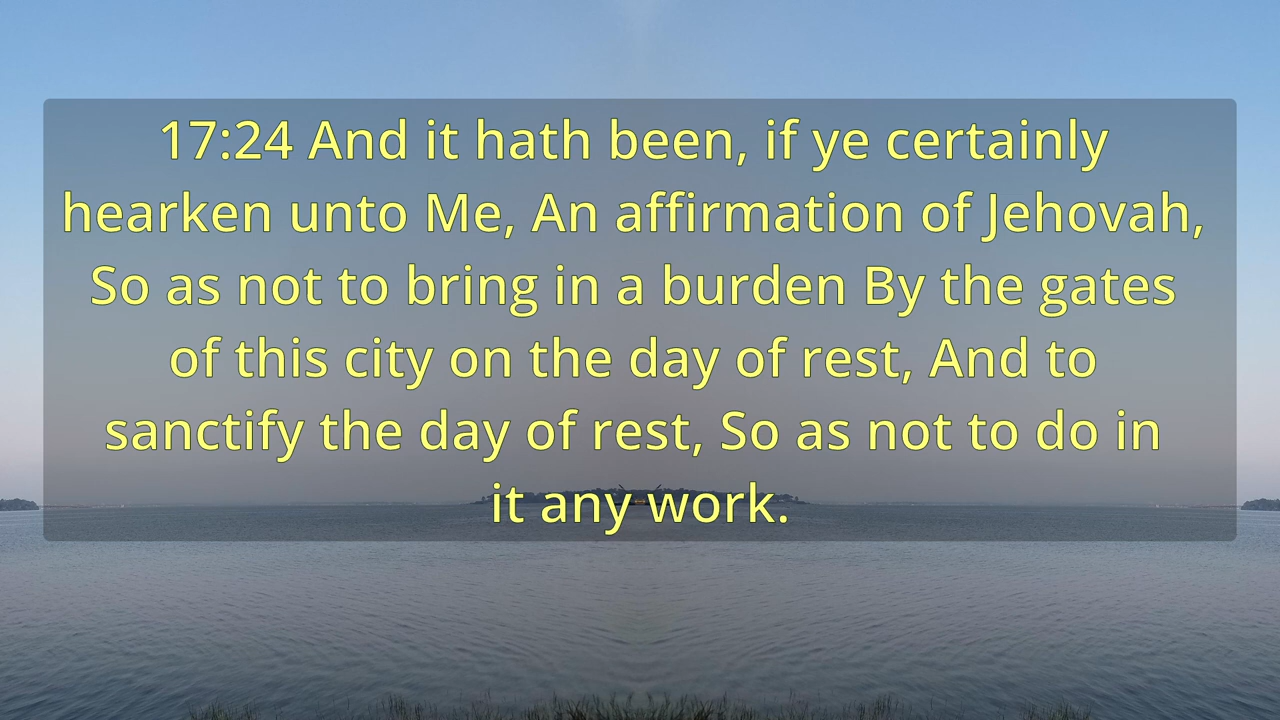 17:24 And it hath been, if ye certainly
hearken unto Me, An affirmation of Jehovah,
So as not to bring in a burden By the gates
of this city on the day of rest, And to
sanctify the day of rest, So as not to do in
it any work.